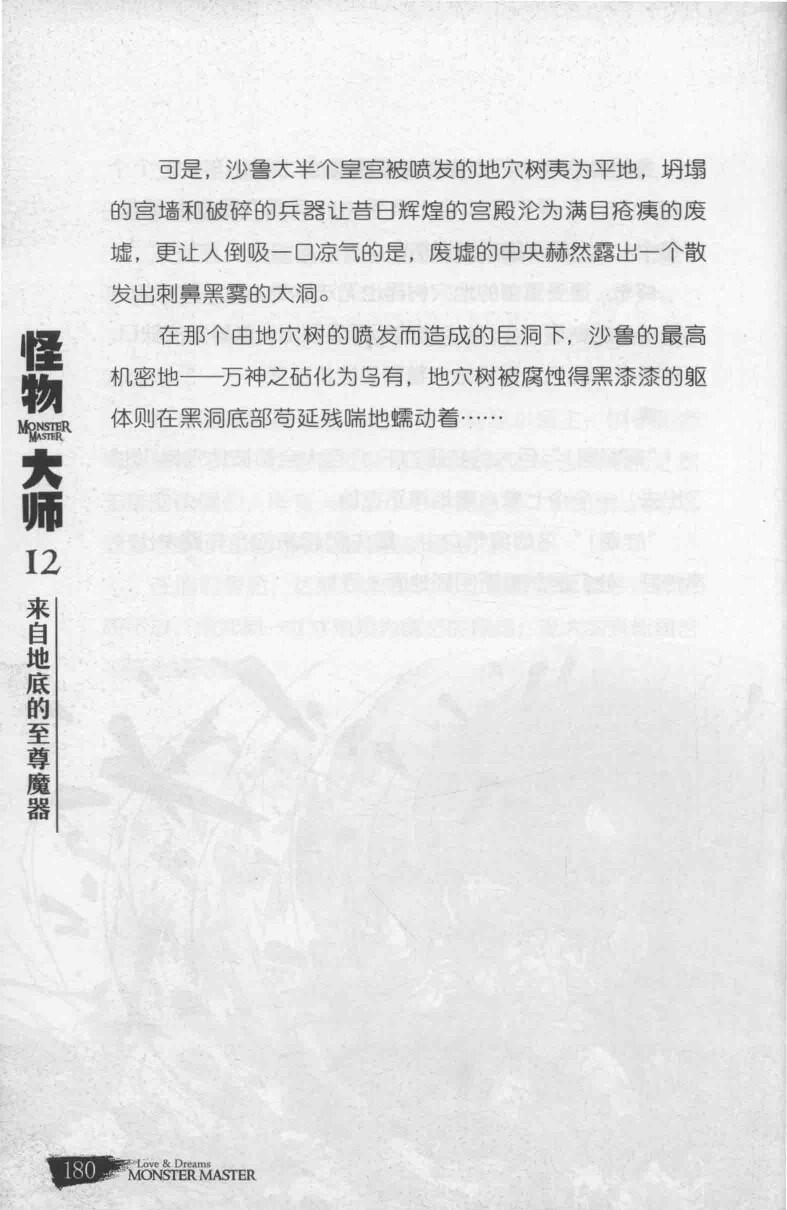 可是，沙鲁大半个皇宫被喷发的地穴树夷为平地，坍塌
的宫墙和破碎的兵器让昔日辉煌的宫殿沦为满目疮痍的废
墟，更让人倒吸一口凉气的是，废墟的中央赫然露出一个散
发出刺鼻黑雾的大洞。
在那个由地穴树的喷发而造成的巨洞下，沙鲁的最高
机密地——万神之砧化为乌有，地穴树被腐蚀得黑漆漆的躯
体则在黑洞底部苟延残喘地蠕动着……
怪物
MONSTER
MASTER
大师
12
来自地底的至尊魔器
180
Love & Dreams
MONSTER MASTER